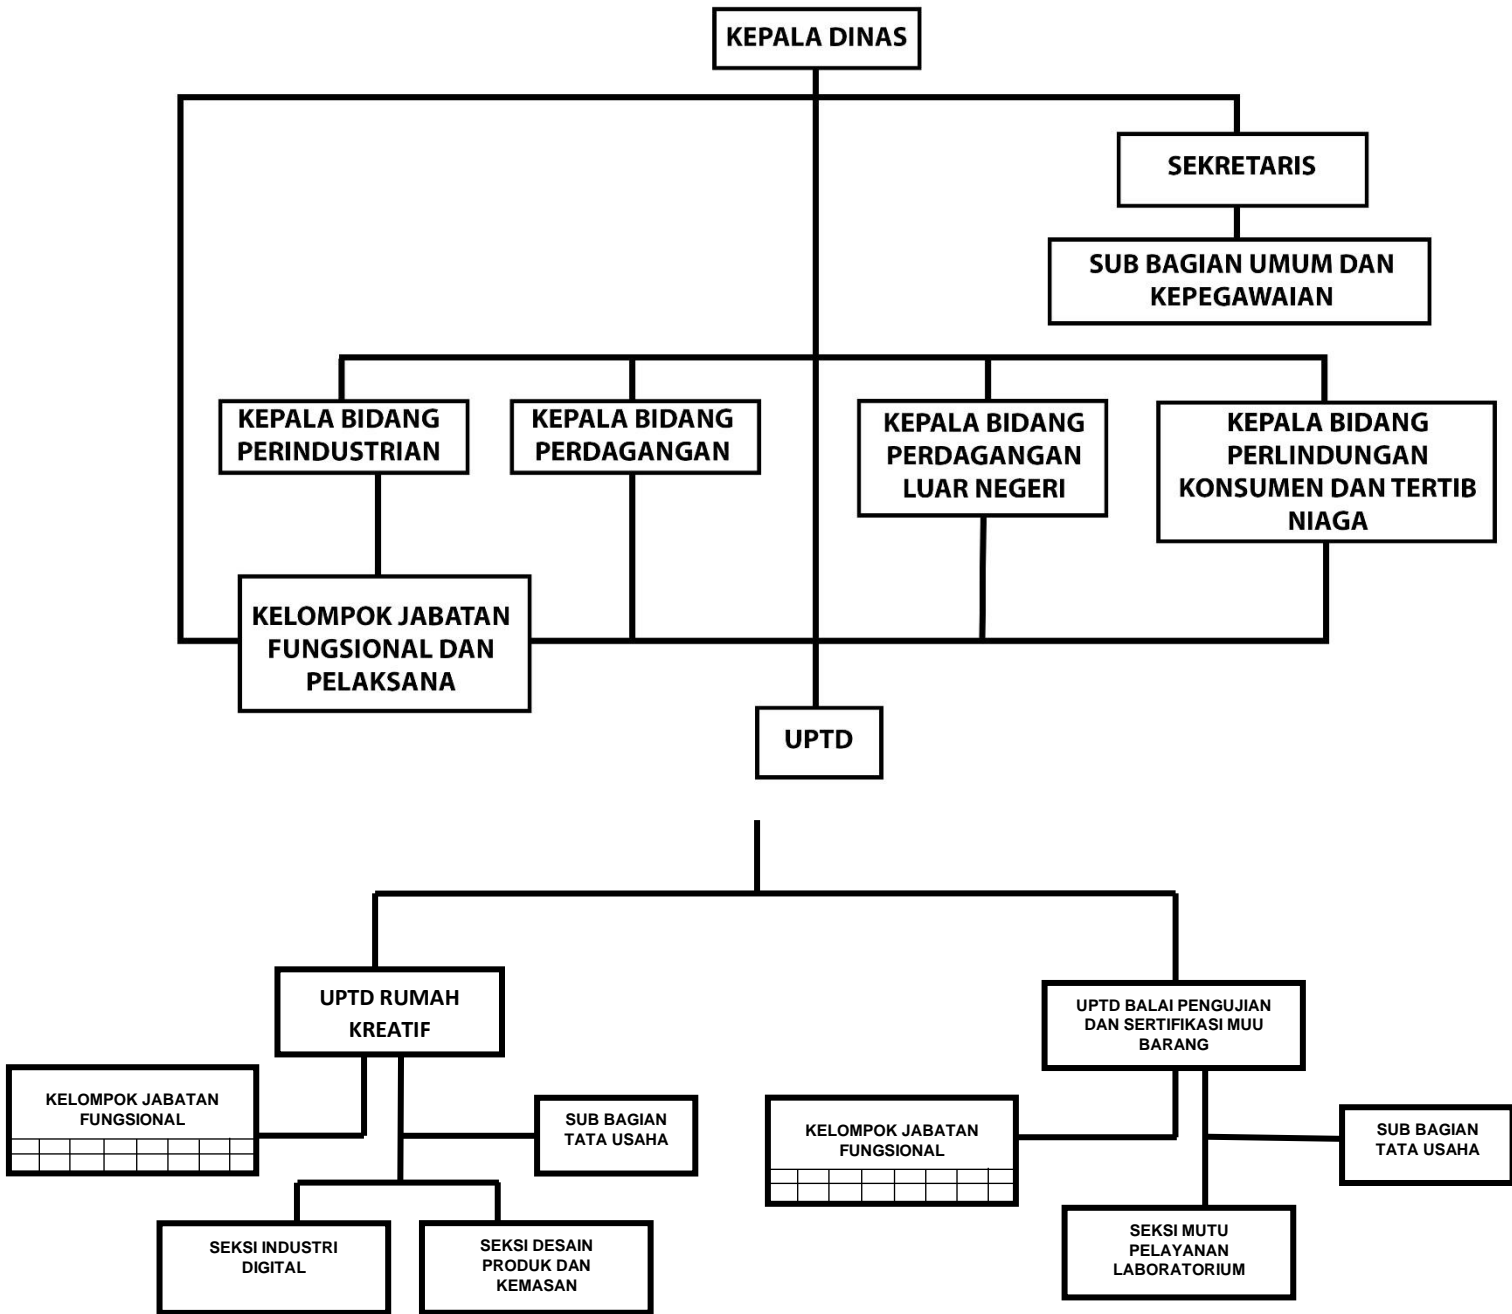 KEPALA DINAS
SEKRETARIS
SUB BAGIAN UMUM DAN
KEPEGAWAIAN
KEPALA BIDANG
PERINDUSTRIAN
KEPALA BIDANG
PERDAGANGAN
KEPALA BIDANG
PERDAGANGAN
LUAR NEGERI
KEPALA BIDANG
PERLINDUNGAN
KONSUMEN DAN TERTIB
NIAGA
KELOMPOK JABATAN
FUNGSIONAL DAN
PELAKSANA
UPTD
UPTD RUMAH
KREATIF
UPTD BALAI PENGUJIAN
DAN SERTIFIKASI MUU
BARANG
KELOMPOK JABATAN
FUNGSIONAL
SUB BAGIAN
TATA USAHA
KELOMPOK JABATAN
FUNGSIONAL
SUB BAGIAN
TATA USAHA
SEKSI INDUSTRI
DIGITAL
SEKSI DESAIN
PRODUK DAN
KEMASAN
SEKSI MUTU
PELAYANAN
LABORATORIUM